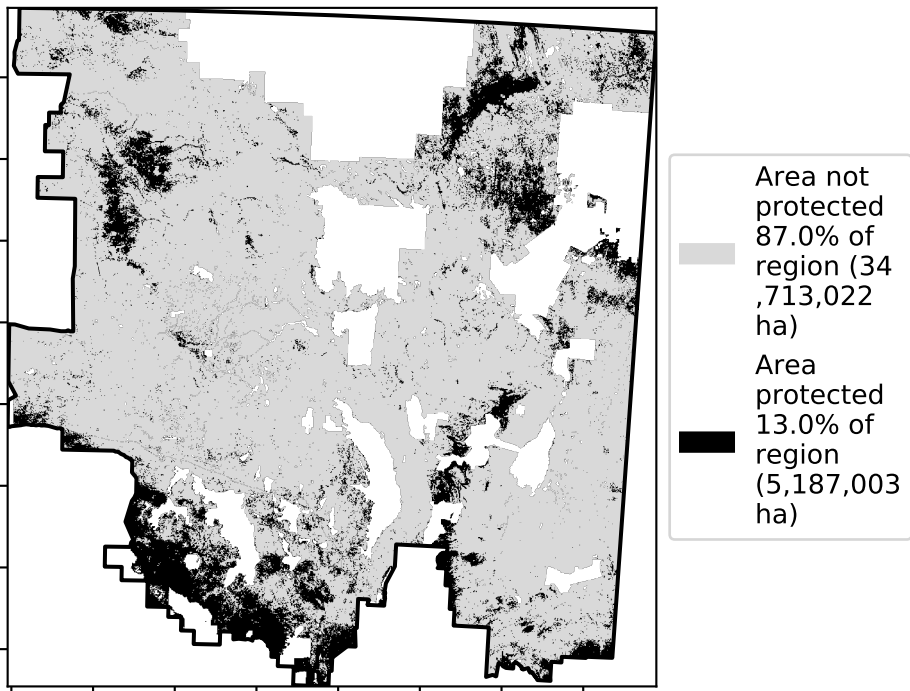 Area not
protected
87.0% of
region (34
,713,022
ha)
Area
protected
13.0% of
region
(5,187,003
ha)